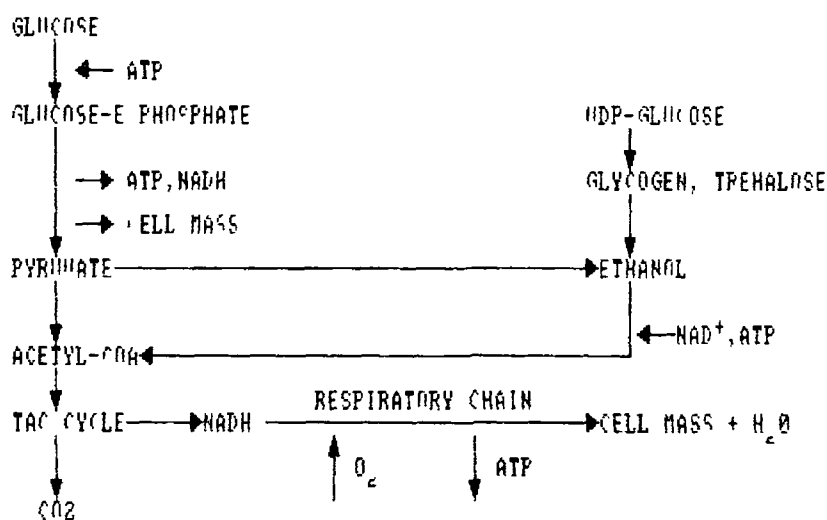 GLUCOSE
ATP
GLUCOSE-E PHOSPHATE
UDP-GLUCOSE
ATP, NADH
GLYCOGEN, TREHALOSE
CELL MASS
PYRUVATE
ETHANOL
NAD+, ATP
ACETYL-COA
RESPIRATORY CHAIN
TAC CYCLE
NADH
CELL MASS + H2O
O2
ATP
CO2